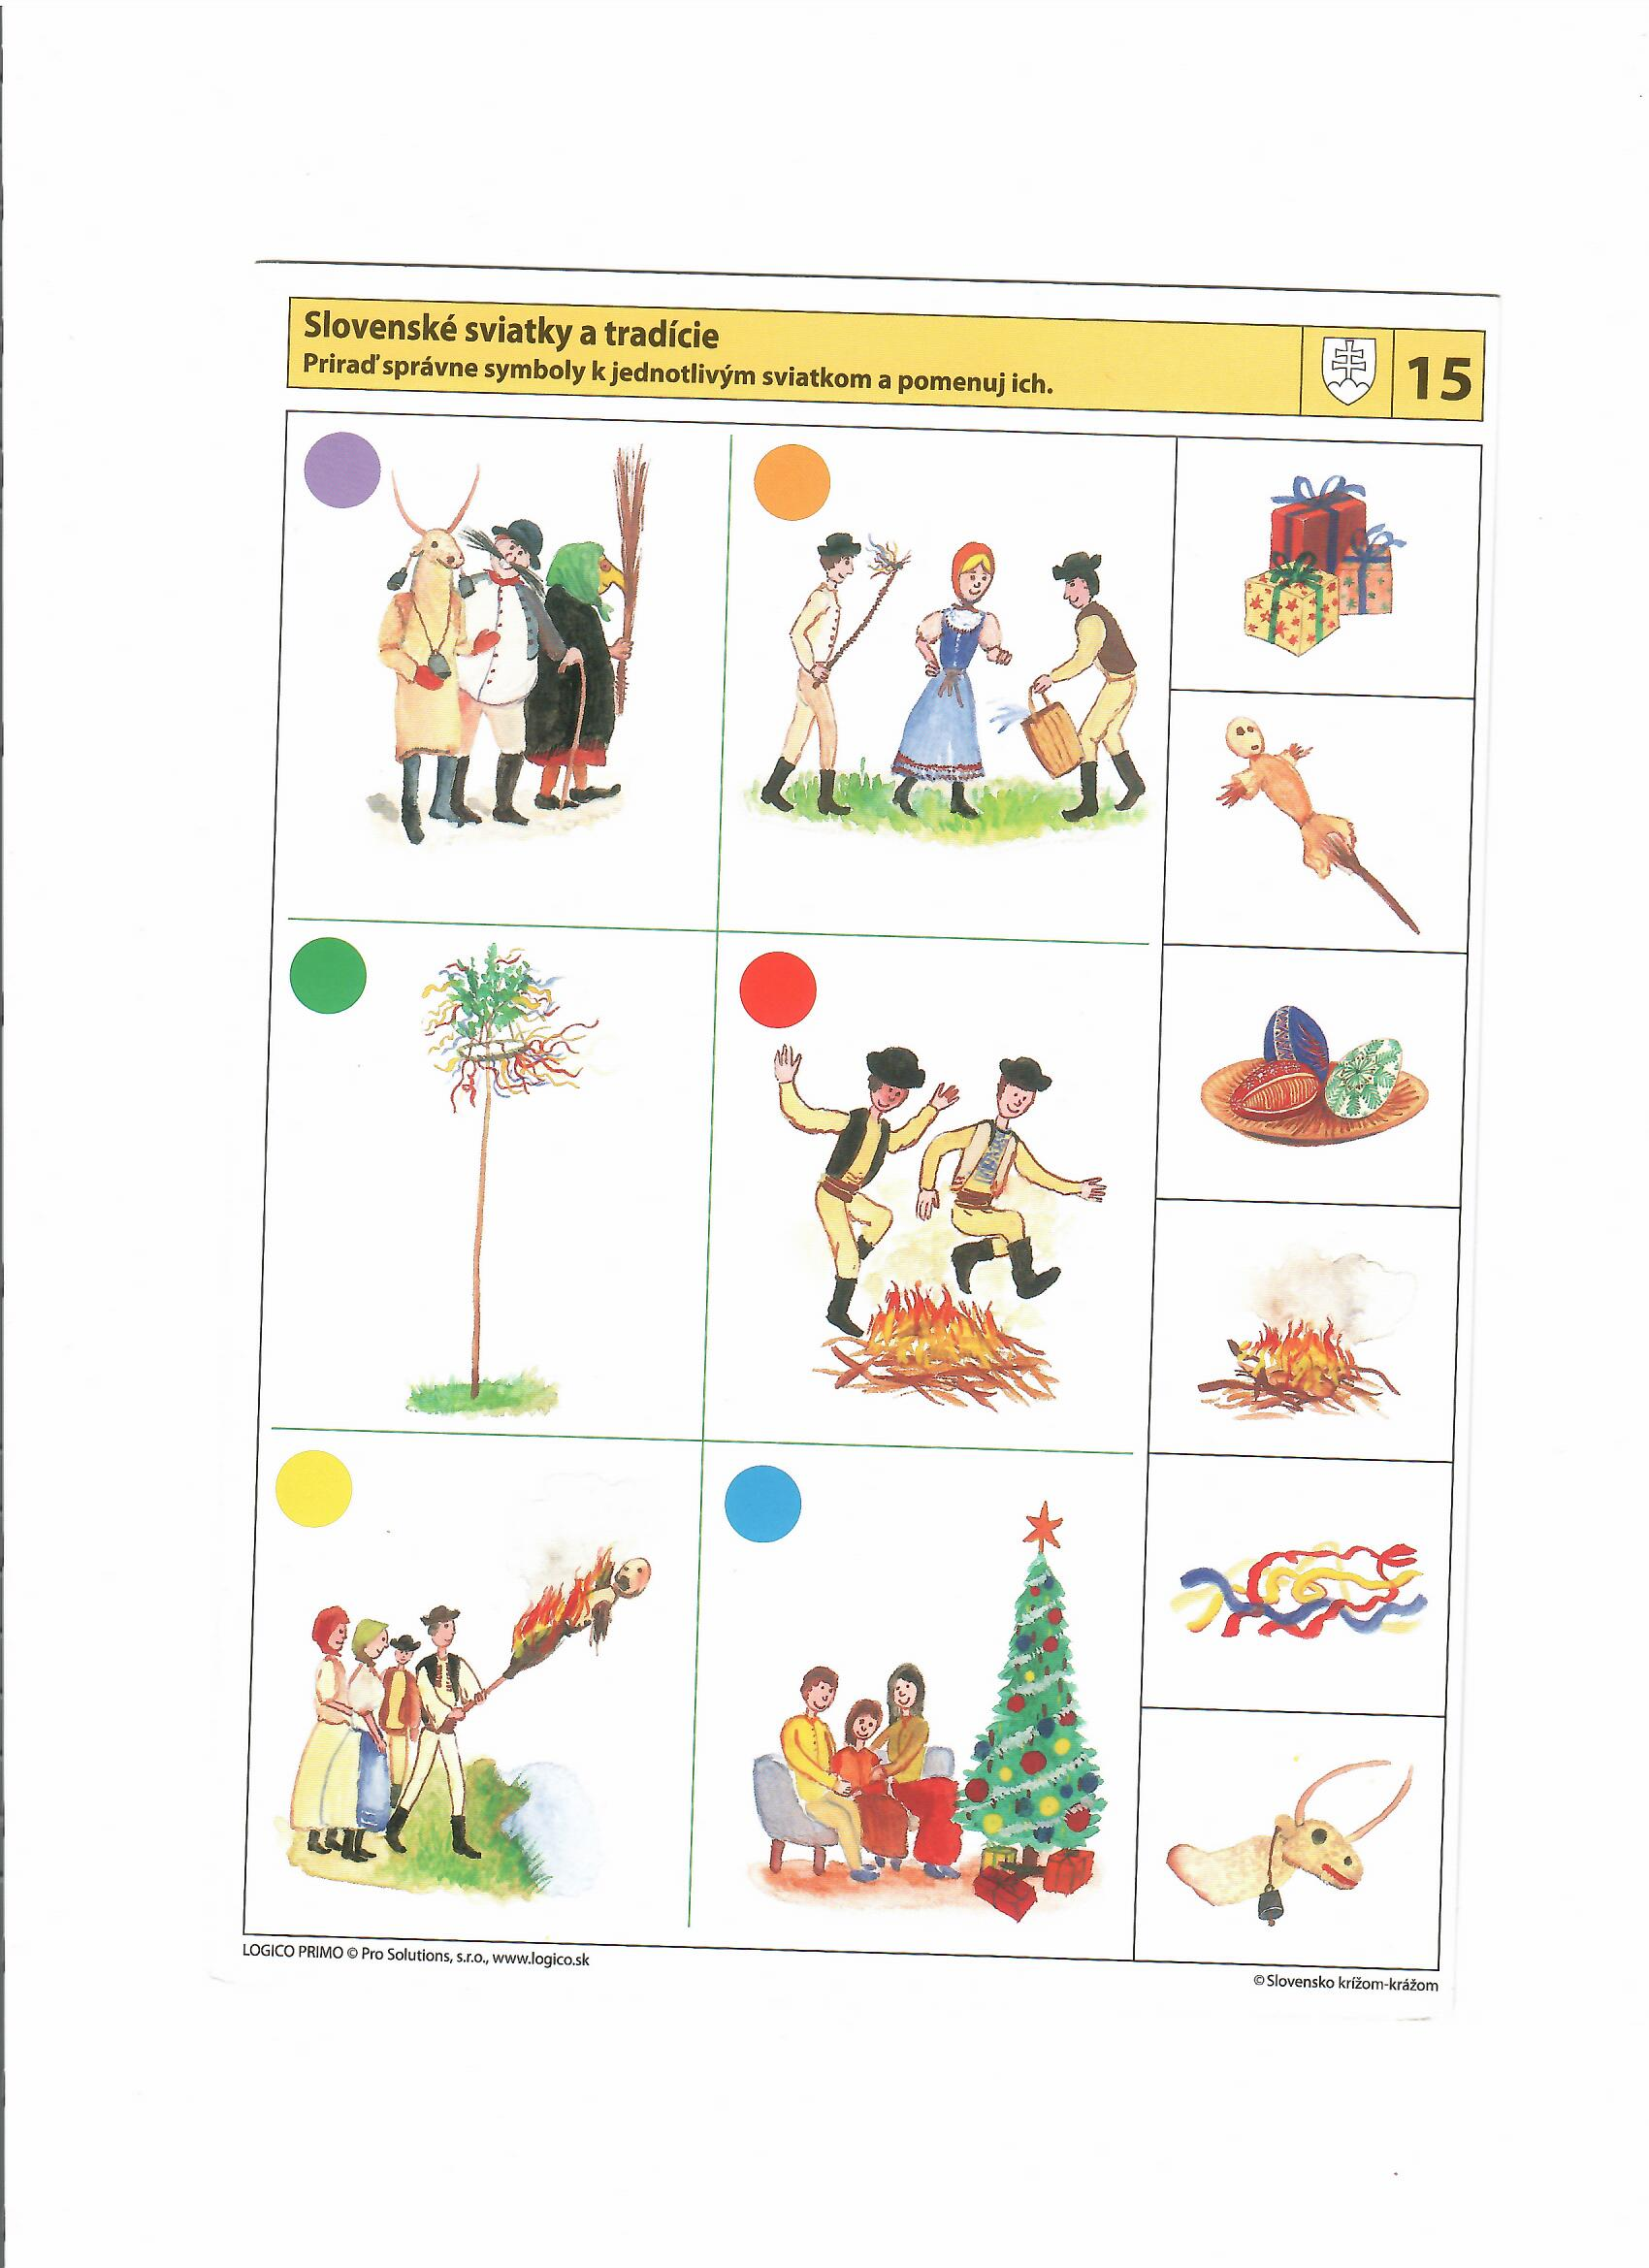 Slovenské sviatky a tradície
Priraď správne symboly k jednotlivým sviatkom a pomenuj ich.
15
LOGICO PRIMO © Pro Solutions, s.r.o., www.logico.sk
© Slovensko krížom-krážom